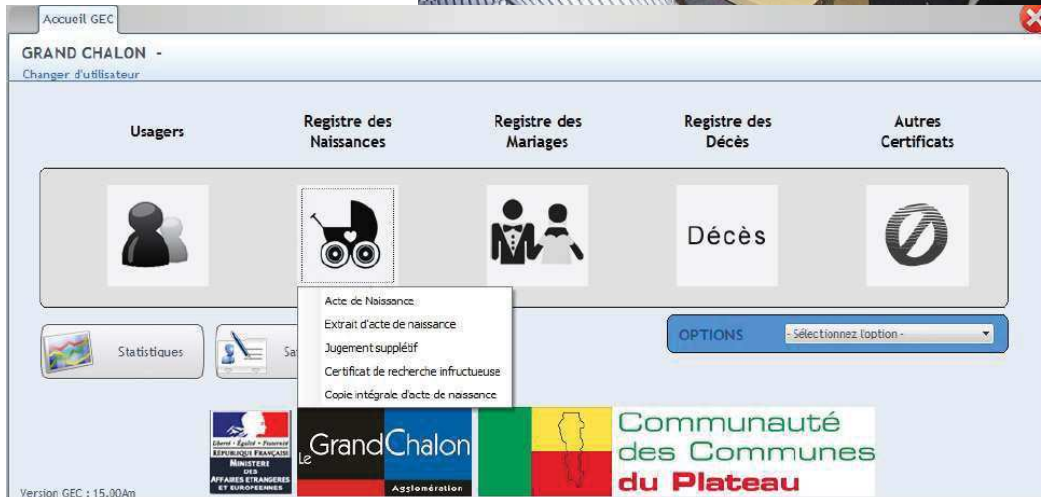 Accueil GEC
GRAND CHALON -
Changer d'utilisateur
Usagers
Registre des
Naissances
Registre des
Mariages
Registre des
Décès
Autres
Certificats
Décès
Acte de Naissance
Extrait d'acte de naissance
Jugement supplétif
Certificat de recherche infructueuse
Copie intégrale d'acte de naissance
Statistiques
Sa
OPTIONS
- Sélectionnez l'option -
Liberté • Égalité • Fraternité
RÉPUBLIQUE FRANÇAISE
MINISTÈRE
DES
AFFAIRES ETRANGERES
ET EUROPEENNES
Le GrandChalon
Agglomération
Communauté
des Communes
du Plateau
Version GEC : 15.00Am